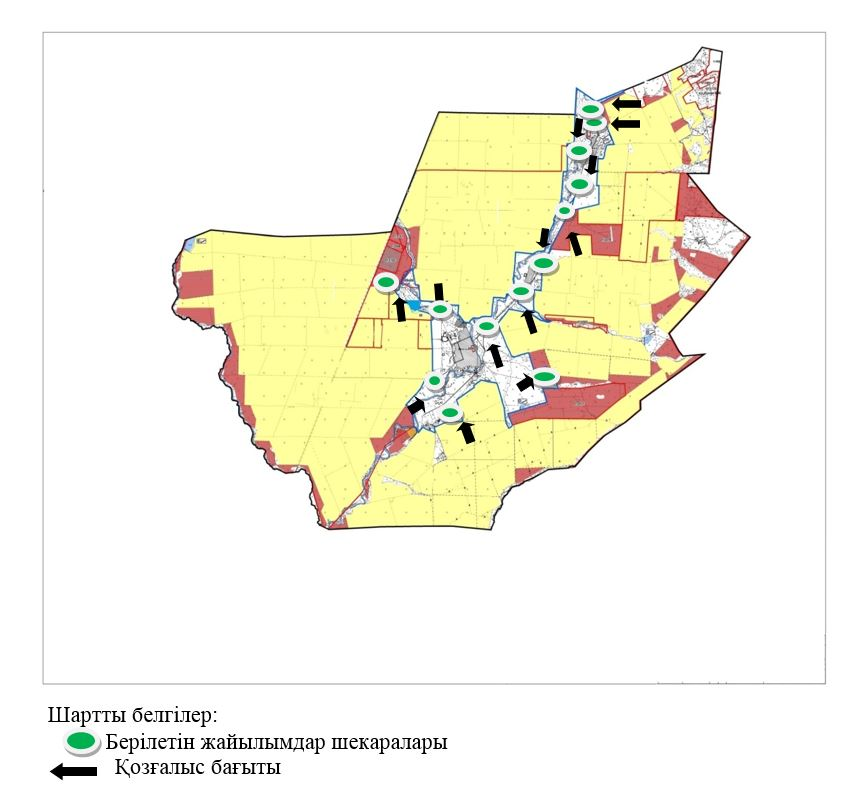 Шартты белгілер:
Берілетін жайылымдар шекаралары
Қозғалыс бағыты